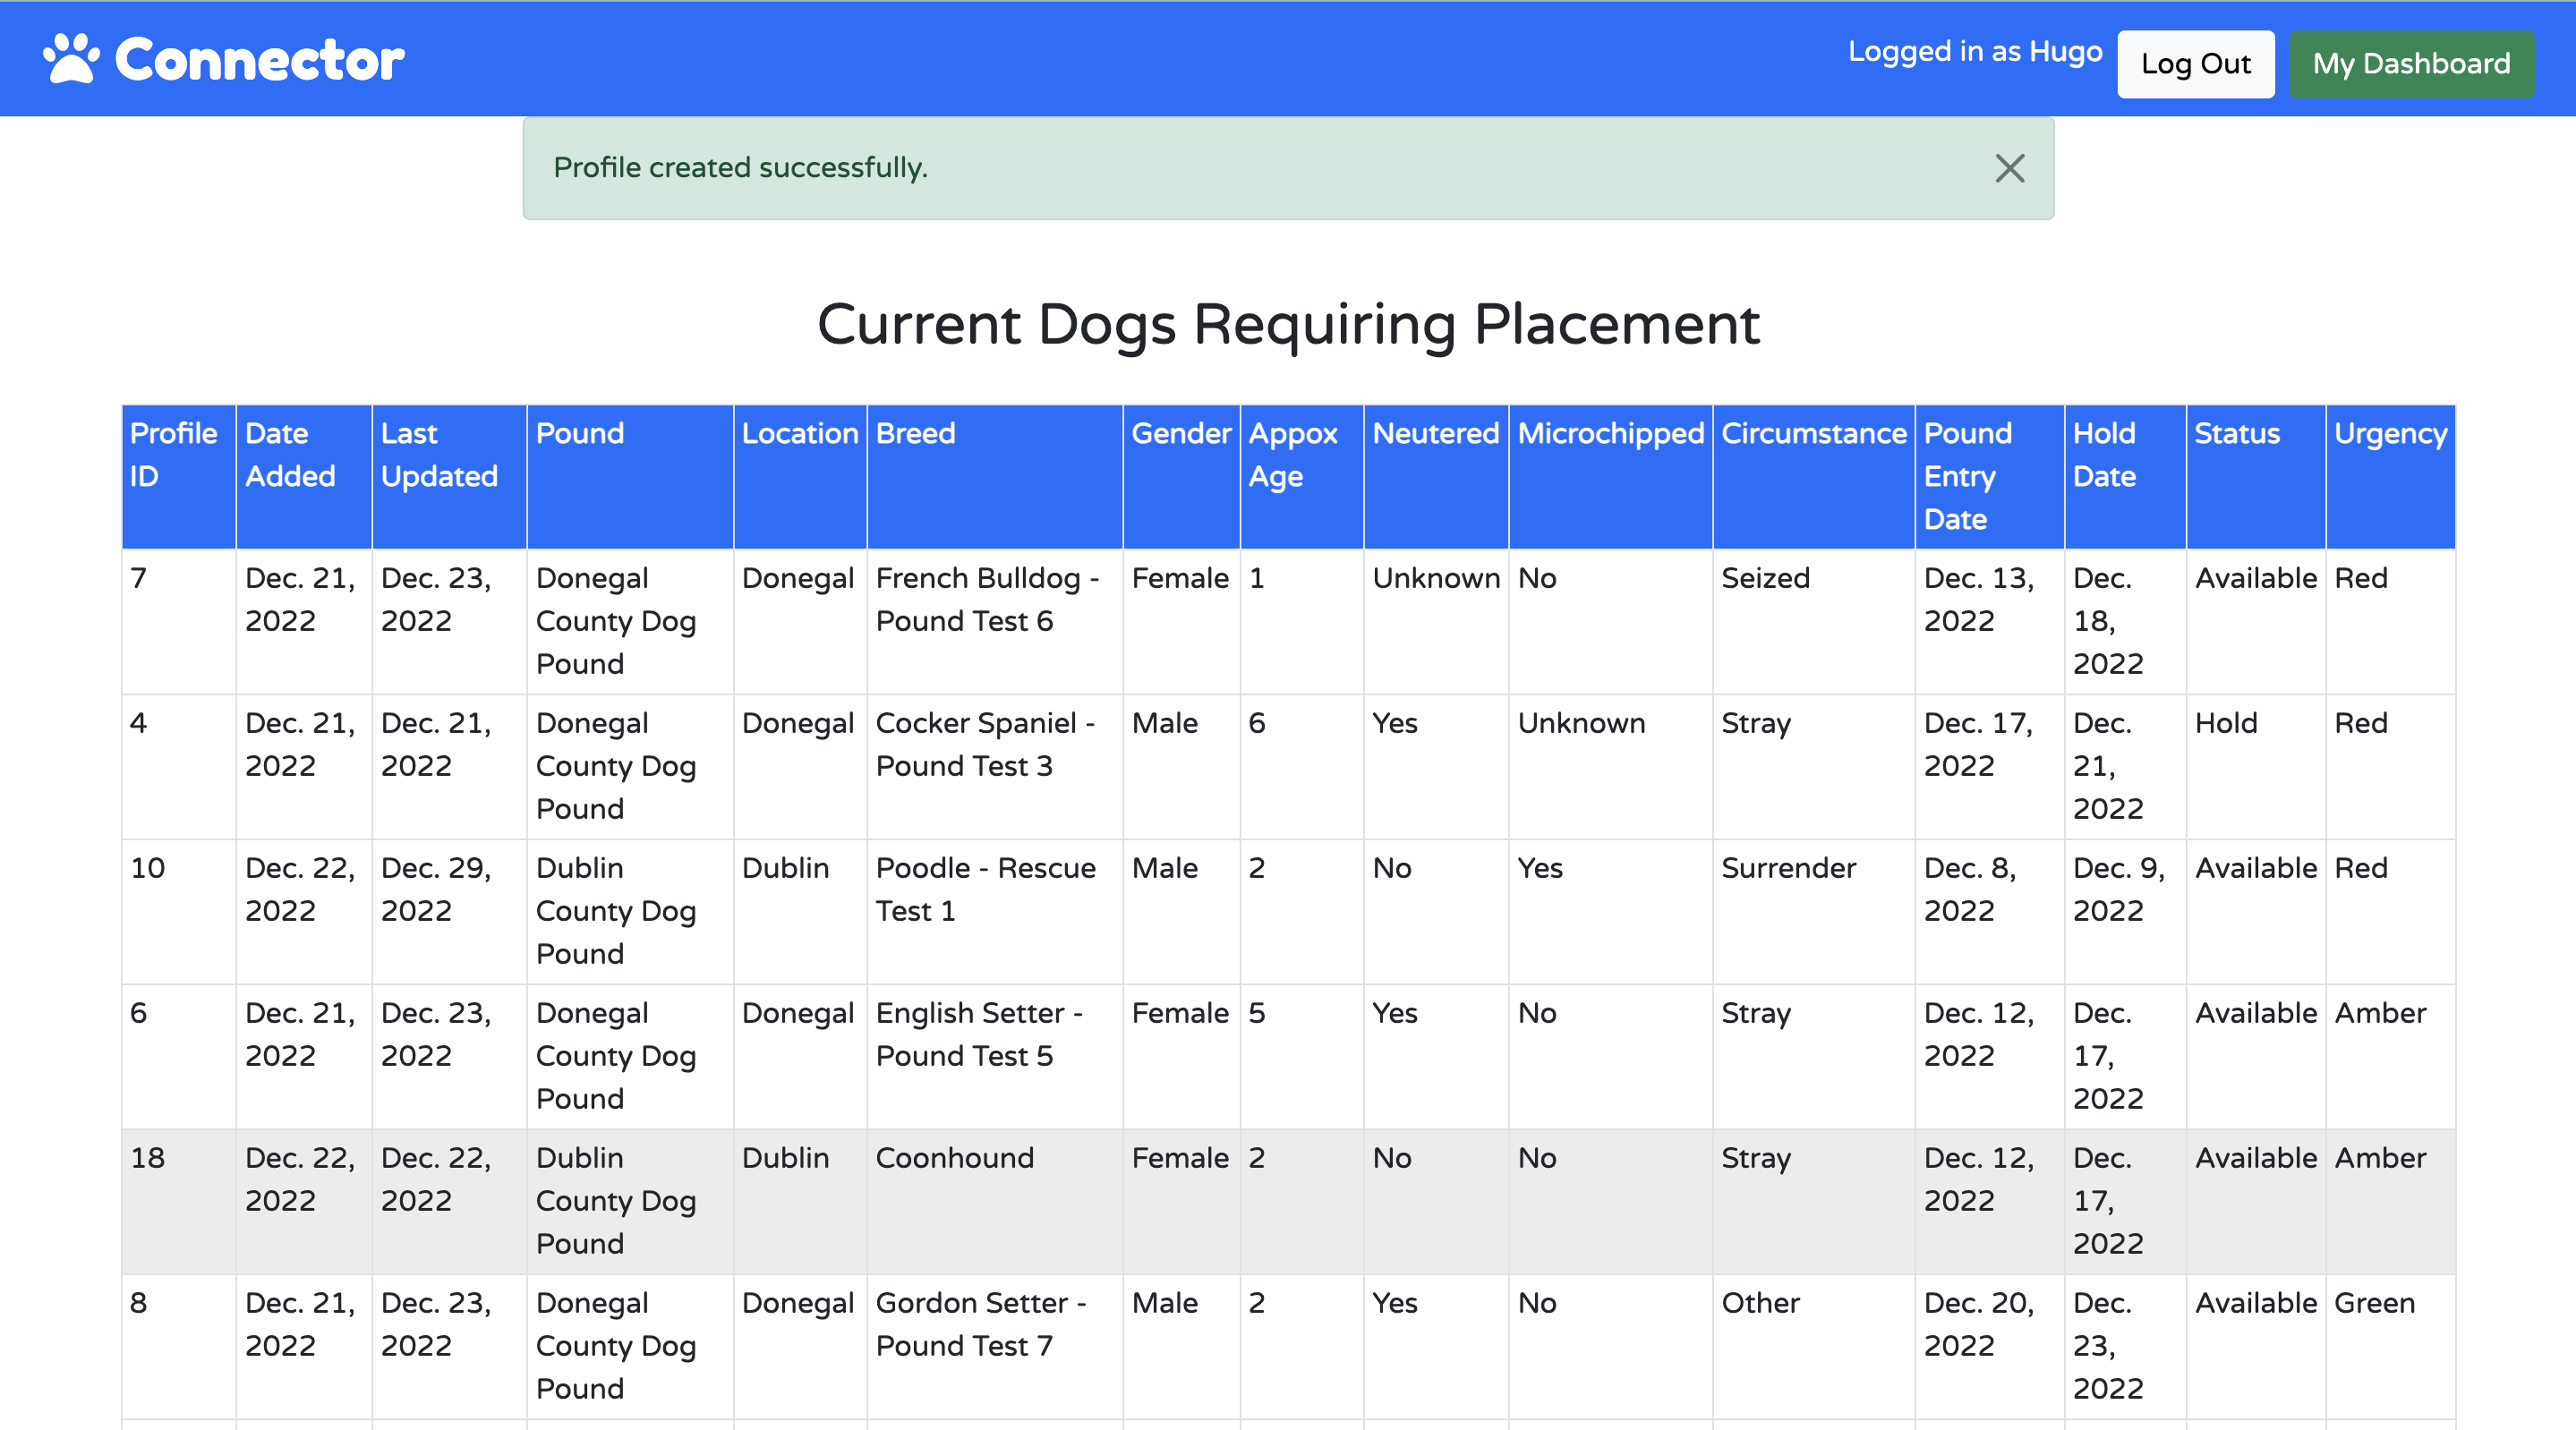 Connector
Logged in as Hugo
Log Out
My Dashboard
Profile created successfully.
Current Dogs Requiring Placement
Profile ID | Date Added | Last Updated | Pound | Location | Breed | Gender | Appox Age | Neutered | Microchipped | Circumstance | Pound Entry Date | Hold Date | Status | Urgency
7 | Dec. 21, 2022 | Dec. 23, 2022 | Donegal County Dog Pound | Donegal | French Bulldog - Pound Test 6 | Female | 1 | Unknown | No | Seized | Dec. 13, 2022 | Dec. 18, 2022 | Available | Red
4 | Dec. 21, 2022 | Dec. 21, 2022 | Donegal County Dog Pound | Donegal | Cocker Spaniel - Pound Test 3 | Male | 6 | Yes | Unknown | Stray | Dec. 17, 2022 | Dec. 21, 2022 | Hold | Red
10 | Dec. 22, 2022 | Dec. 29, 2022 | Dublin County Dog Pound | Dublin | Poodle - Rescue Test 1 | Male | 2 | No | Yes | Surrender | Dec. 8, 2022 | Dec. 9, 2022 | Available | Red
6 | Dec. 21, 2022 | Dec. 23, 2022 | Donegal County Dog Pound | Donegal | English Setter - Pound Test 5 | Female | 5 | Yes | No | Stray | Dec. 12, 2022 | Dec. 17, 2022 | Available | Amber
18 | Dec. 22, 2022 | Dec. 22, 2022 | Dublin County Dog Pound | Dublin | Coonhound | Female | 2 | No | No | Stray | Dec. 12, 2022 | Dec. 17, 2022 | Available | Amber
8 | Dec. 21, 2022 | Dec. 23, 2022 | Donegal County Dog Pound | Donegal | Gordon Setter - Pound Test 7 | Male | 2 | Yes | No | Other | Dec. 20, 2022 | Dec. 23, 2022 | Available | Green